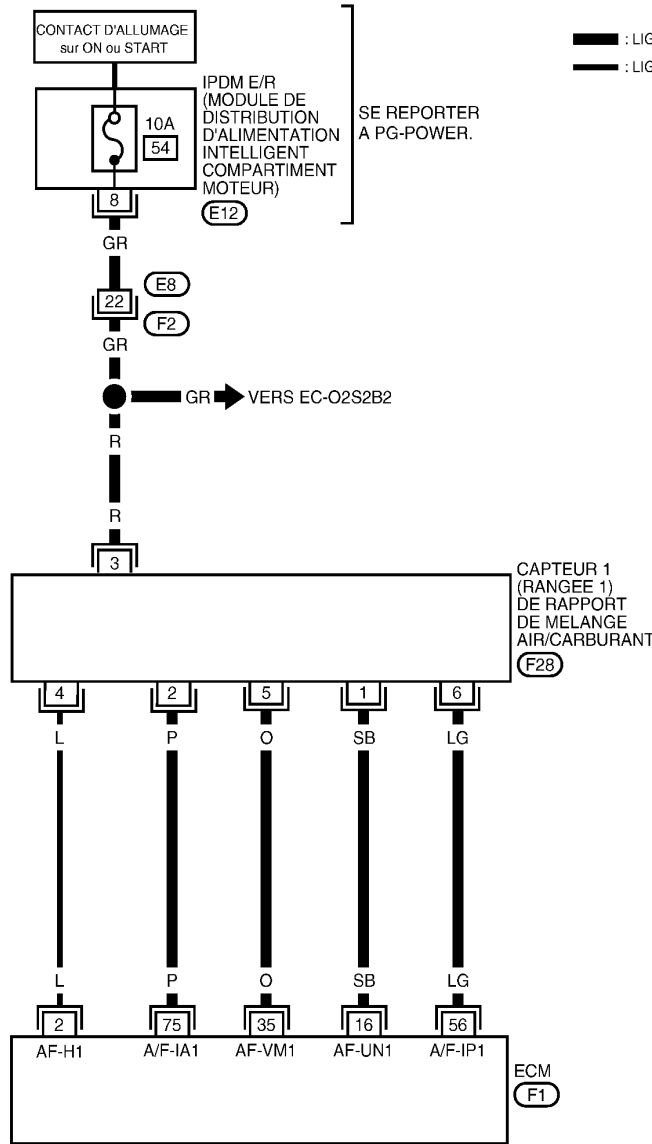 CONTACT D'ALLUMAGE
sur ON ou START
: LIG
: LIG
IPDM E/R
(MODULE DE
DISTRIBUTION
D'ALIMENTATION
INTELLIGENT
COMPARTIMENT
MOTEUR)
E12
SE REPORTER
A PG-POWER.
10A
54
8
GR
22
E8
F2
GR
GR
VERS EC-O2S2B2
R
R
3
CAPTEUR 1
(RANGEE 1)
DE RAPPORT
DE MELANGE
AIR/CARBURANT
F28
4 2 5 1 6
L P O SB LG
L P O SB LG
2 75 35 16 56
AF-H1 A/F-IA1 AF-VM1 AF-UN1 A/F-IP1
ECM
F1